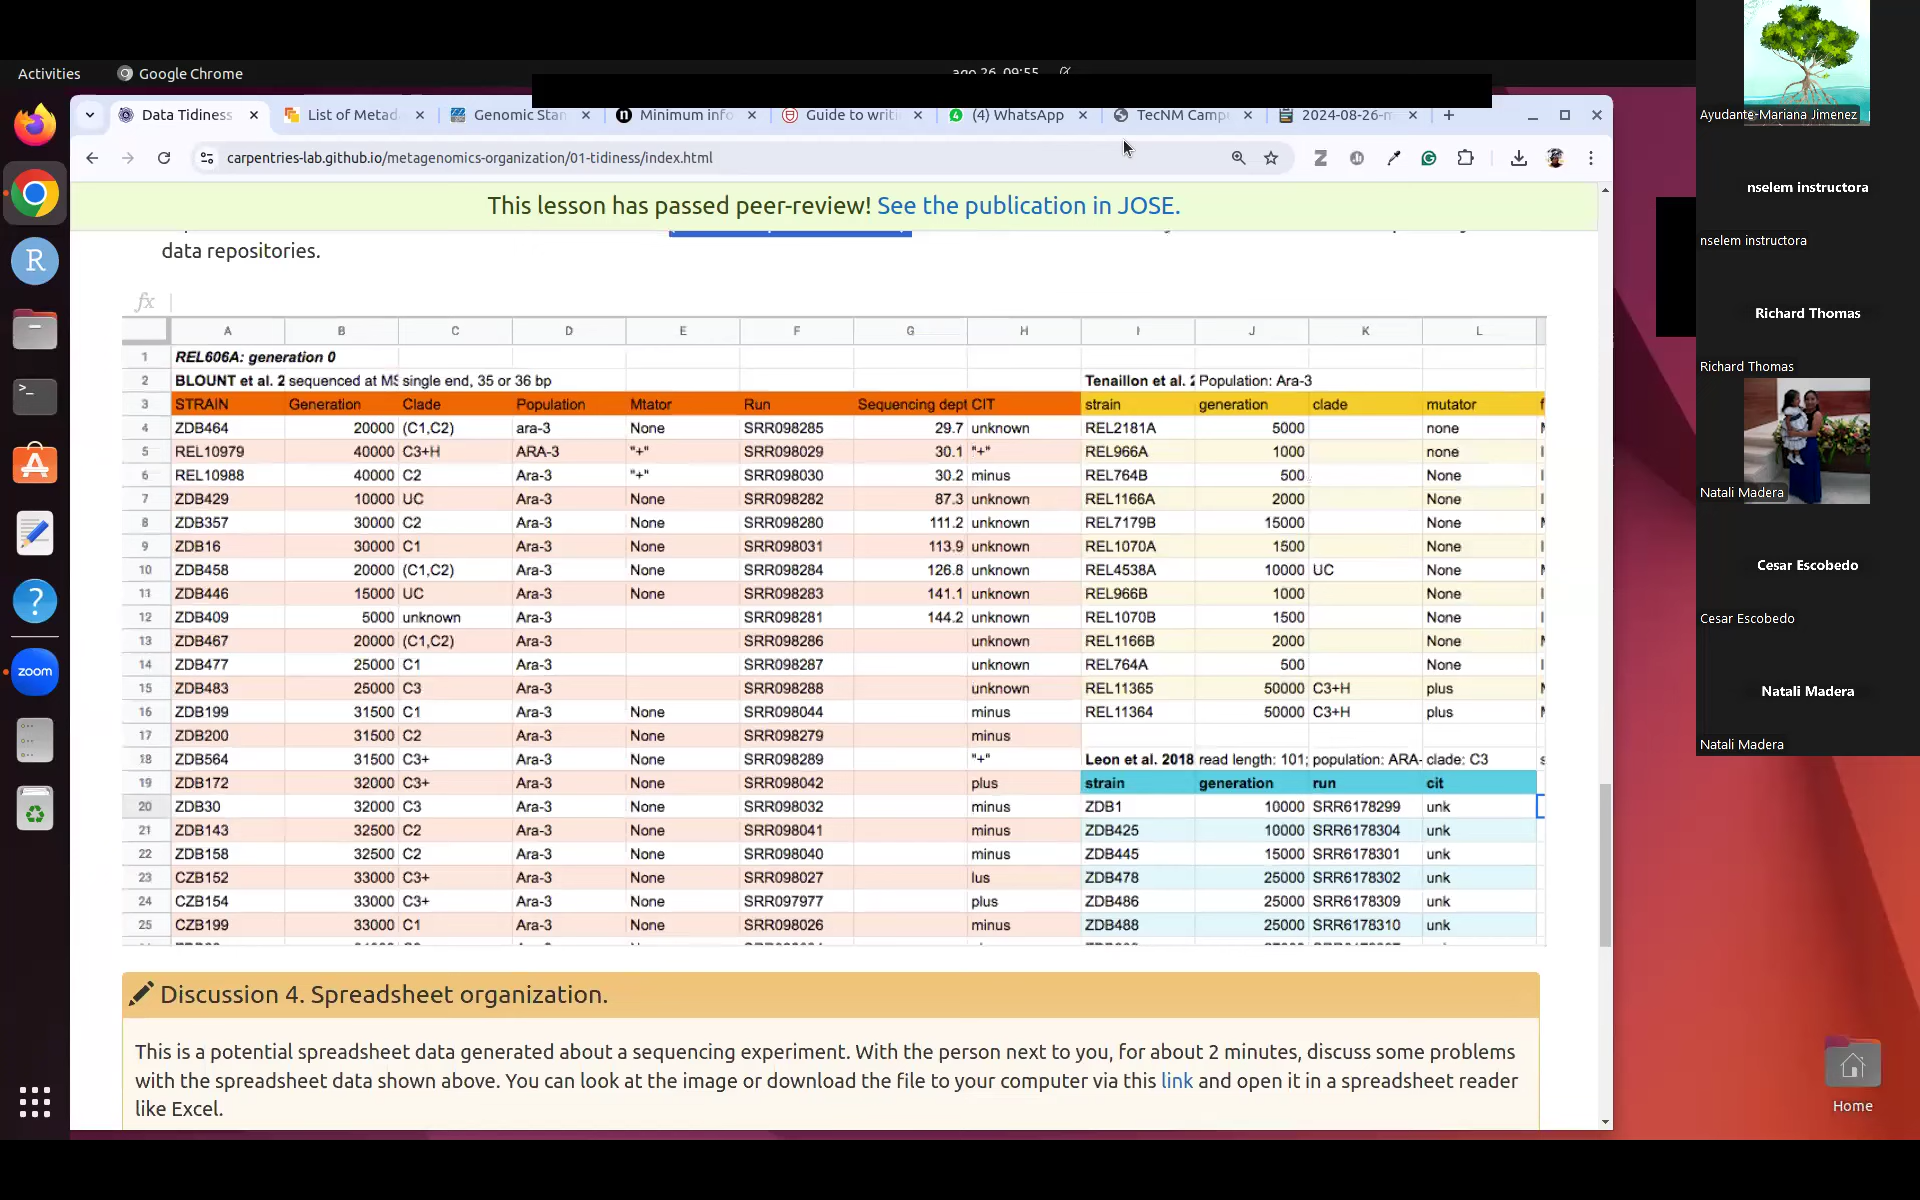 Activities
Google Chrome
ago 26 09:55
Data Tidiness
List of Metad
Genomic Stan
Minimum info
Guide to writi
(4) WhatsApp
TecNM Camp
2024-08-26-m
carpentries-lab.github.io/metagenomics-organization/01-tidiness/index.html
This lesson has passed peer-review! See the publication in JOSE.
data repositories.
fx
A B C D E F G H I J K L
1 REL606A: generation 0
2 BLOUNT et al. 2 sequenced at MS single end, 35 or 36 bp Tenaillon et al. 2 Population: Ara-3
3 STRAIN Generation Clade Population Mtator Run Sequencing dept CIT strain generation clade mutator f
4 ZDB464 20000 (C1,C2) ara-3 None SRR098285 29.7 unknown REL2181A 5000 none
5 REL10979 40000 C3+H ARA-3 "+" SRR098029 30.1 "+" REL966A 1000 none
6 REL10988 40000 C2 Ara-3 "+" SRR098030 30.2 minus REL764B 500 None
7 ZDB429 10000 UC Ara-3 None SRR098282 87.3 unknown REL1166A 2000 None
8 ZDB357 30000 C2 Ara-3 None SRR098280 111.2 unknown REL7179B 15000 None
9 ZDB16 30000 C1 Ara-3 None SRR098031 113.9 unknown REL1070A 1500 None
10 ZDB458 20000 (C1,C2) Ara-3 None SRR098284 126.8 unknown REL4538A 10000 UC None
11 ZDB446 15000 UC Ara-3 None SRR098283 141.1 unknown REL966B 1000 None
12 ZDB409 5000 unknown Ara-3 SRR098281 144.2 unknown REL1070B 1500 None
13 ZDB467 20000 (C1,C2) Ara-3 SRR098286 unknown REL1166B 2000 None
14 ZDB477 25000 C1 Ara-3 SRR098287 unknown REL764A 500 None
15 ZDB483 25000 C3 Ara-3 SRR098288 unknown REL11365 50000 C3+H plus
16 ZDB199 31500 C1 Ara-3 None SRR098044 minus REL11364 50000 C3+H plus
17 ZDB200 31500 C2 Ara-3 None SRR098279 minus
18 ZDB564 31500 C3+ Ara-3 None SRR098289 "+" Leon et al. 2018 read length: 101; population: ARA- clade: C3 s
19 ZDB172 32000 C3+ Ara-3 None SRR098042 plus strain generation run cit
20 ZDB30 32000 C3 Ara-3 None SRR098032 minus ZDB1 10000 SRR6178299 unk
21 ZDB143 32500 C2 Ara-3 None SRR098041 minus ZDB425 10000 SRR6178304 unk
22 ZDB158 32500 C2 Ara-3 None SRR098040 minus ZDB445 15000 SRR6178301 unk
23 CZB152 33000 C3+ Ara-3 None SRR098027 lus ZDB478 25000 SRR6178302 unk
24 CZB154 33000 C3+ Ara-3 None SRR097977 plus ZDB486 25000 SRR6178309 unk
25 CZB199 33000 C1 Ara-3 None SRR098026 minus ZDB488 25000 SRR6178310 unk
Discussion 4. Spreadsheet organization.
This is a potential spreadsheet data generated about a sequencing experiment. With the person next to you, for about 2 minutes, discuss some problems
with the spreadsheet data shown above. You can look at the image or download the file to your computer via this link and open it in a spreadsheet reader
like Excel.
zoom
Home
Ayudante-Mariana Jimenez
nselem instructora
nselem instructora
Richard Thomas
Richard Thomas
Natali Madera
Cesar Escobedo
Cesar Escobedo
Natali Madera
Natali Madera